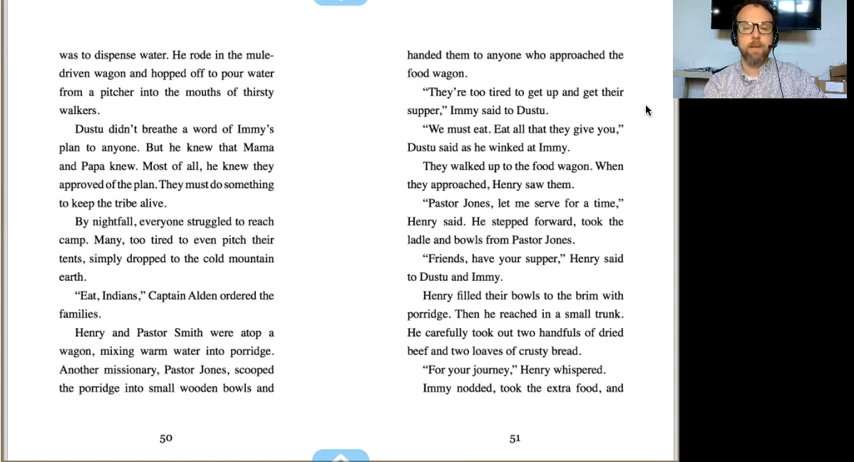 was to dispense water. He rode in the mule-
driven wagon and hopped off to pour water
from a pitcher into the mouths of thirsty
walkers.
Dustu didn’t breathe a word of Immy’s
plan to anyone. But he knew that Mama
and Papa knew. Most of all, he knew they
approved of the plan. They must do something
to keep the tribe alive.
By nightfall, everyone struggled to reach
camp. Many, too tired to even pitch their
tents, simply dropped to the cold mountain
earth.
“Eat, Indians,” Captain Alden ordered the
families.
Henry and Pastor Smith were atop a
wagon, mixing warm water into porridge.
Another missionary, Pastor Jones, scooped
the porridge into small wooden bowls and
50
handed them to anyone who approached the
food wagon.
“They’re too tired to get up and get their
supper,” Immy said to Dustu.
“We must eat. Eat all that they give you,”
Dustu said as he winked at Immy.
They walked up to the food wagon. When
they approached, Henry saw them.
“Pastor Jones, let me serve for a time,”
Henry said. He stepped forward, took the
ladle and bowls from Pastor Jones.
“Friends, have your supper,” Henry said
to Dustu and Immy.
Henry filled their bowls to the brim with
porridge. Then he reached in a small trunk.
He carefully took out two handfuls of dried
beef and two loaves of crusty bread.
“For your journey,” Henry whispered.
Immy nodded, took the extra food, and
51